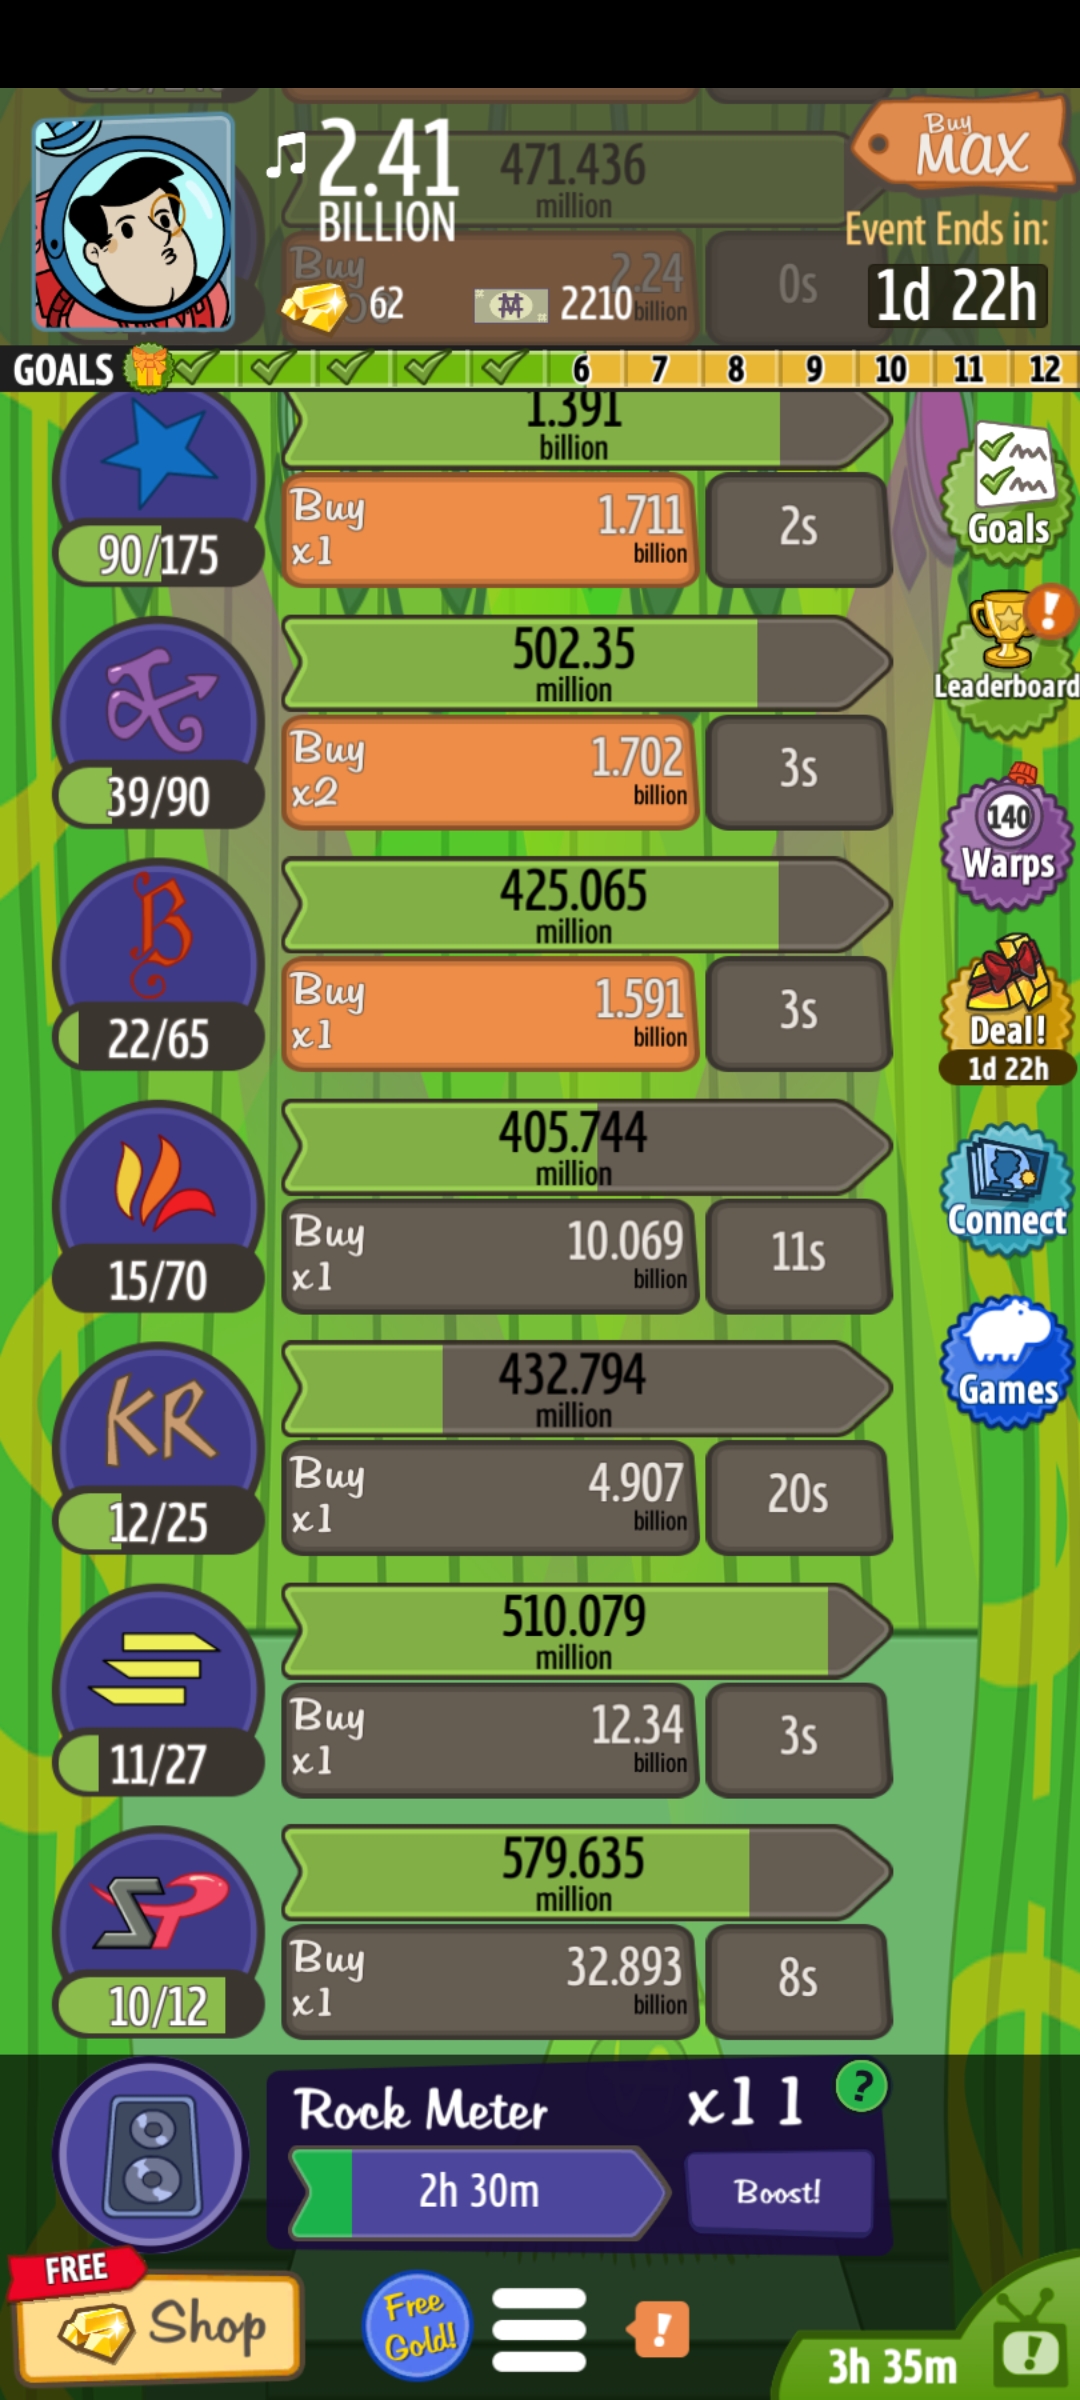 2.41
BILLION
471.436
million
Buy
MAX
Event Ends in:
1d 22h
Buy
2.24
billion
0s
62
2210
GOALS 6 7 8 9 10 11 12
1.391
billion
90/175
Buy
x1
1.711
billion
2s
Goals
502.35
million
39/90
Buy
x2
1.702
billion
3s
!
Leaderboard
425.065
million
22/65
B
Buy
x1
1.591
billion
3s
140
Warps
Deal!
1d 22h
405.744
million
15/70
Buy
x1
10.069
billion
11s
Connect
432.794
million
KR
12/25
Buy
x1
4.907
billion
20s
Games
510.079
million
11/27
Buy
x1
12.34
billion
3s
579.635
million
SP
10/12
Buy
x1
32.893
billion
8s
Rock Meter
x11
?
2h 30m
Boost!
FREE
Shop
Free
Gold!
!
3h 35m
!